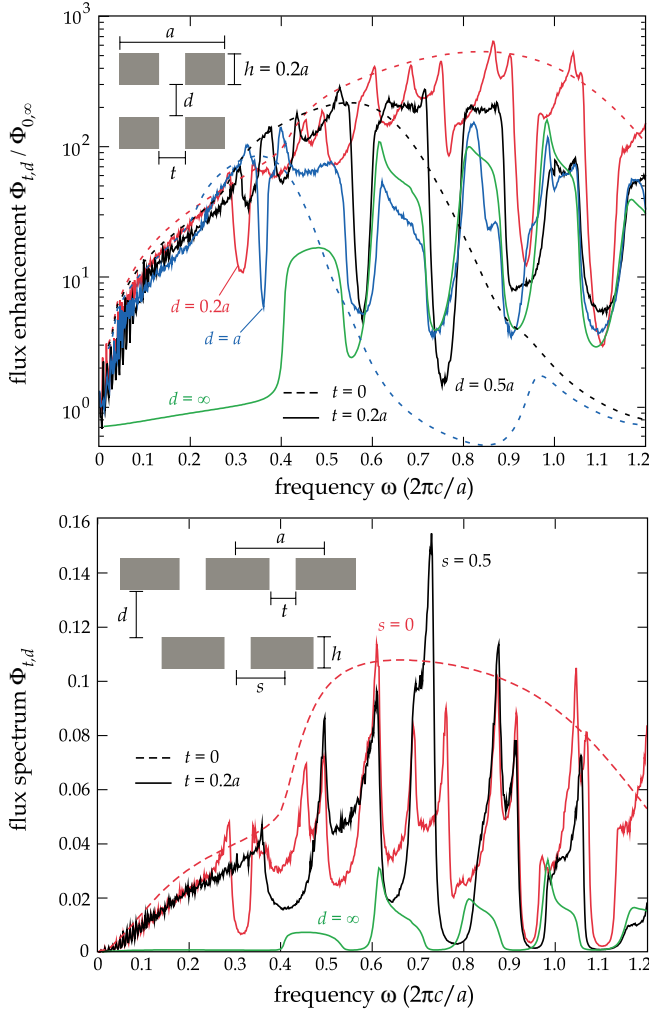 10³
10²
10¹
10⁰
flux enhancement Φt,d / Φ0,∞
a
h = 0.2a
d
t
d = 0.2a
d = a
d = ∞
t = 0
t = 0.2a
d = 0.5a
0 0.1 0.2 0.3 0.4 0.5 0.6 0.7 0.8 0.9 1.0 1.1 1.2
frequency ω (2πc/a)
0.16
0.14
0.12
0.10
0.08
0.06
0.04
0.02
0
flux spectrum Φt,d
a
t
d
h
s
s = 0.5
s = 0
t = 0
t = 0.2a
d = ∞
0 0.1 0.2 0.3 0.4 0.5 0.6 0.7 0.8 0.9 1.0 1.1 1.2
frequency ω (2πc/a)